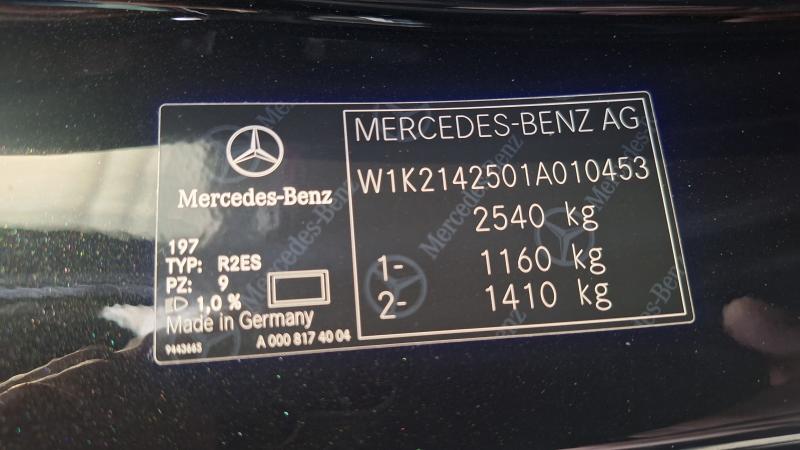 Mercedes-Benz
197
TYP: R2ES
PZ: 9
1,0 %
Made in Germany
9443665
A 000 817 40 04
MERCEDES-BENZ AG
W1K2142501A010453
2540 kg
1- 1160 kg
2- 1410 kg